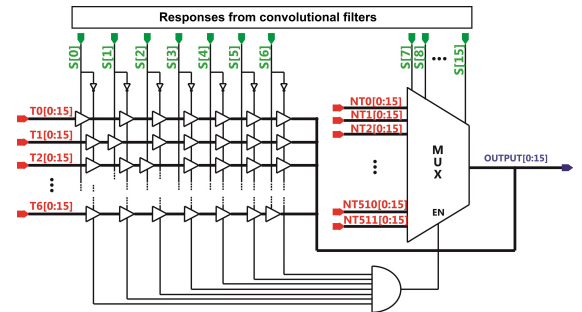 Responses from convolutional filters
S[0] S[1] S[2] S[3] S[4] S[5] S[6] S[7] S[8] ••• S[15]
T0[0:15]
T1[0:15]
T2[0:15]
T6[0:15]
NT0[0:15]
NT1[0:15]
NT2[0:15]
NT510[0:15]
NT511[0:15]
MUX
EN
OUTPUT[0:15]